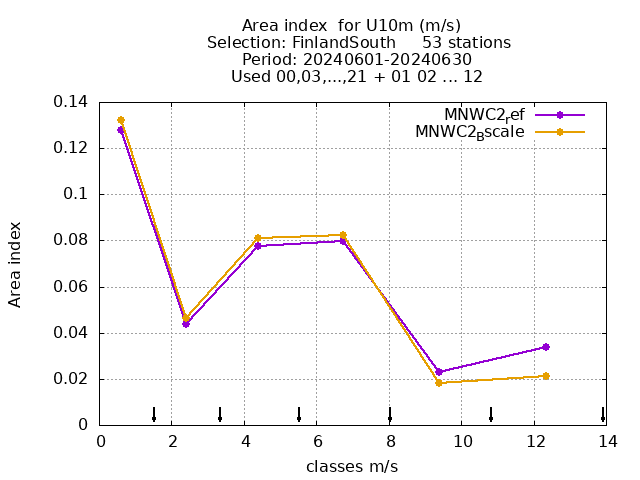 Area index  for U10m (m/s)
Selection: FinlandSouth     53 stations
Period: 20240601-20240630
Used 00,03,...,21 + 01 02 ... 12
MNWC2ref
MNWC2Bscale
0.14
0.12
0.1
0.08
0.06
0.04
0.02
0
Area index
0 2 4 6 8 10 12 14
classes m/s